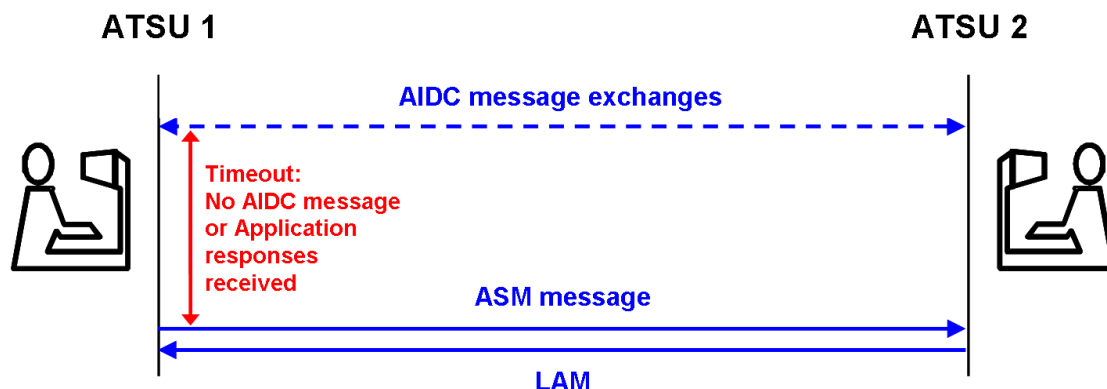 ATSU 1
ATSU 2
AIDC message exchanges
Timeout:
No AIDC message
or Application
responses
received
ASM message
LAM